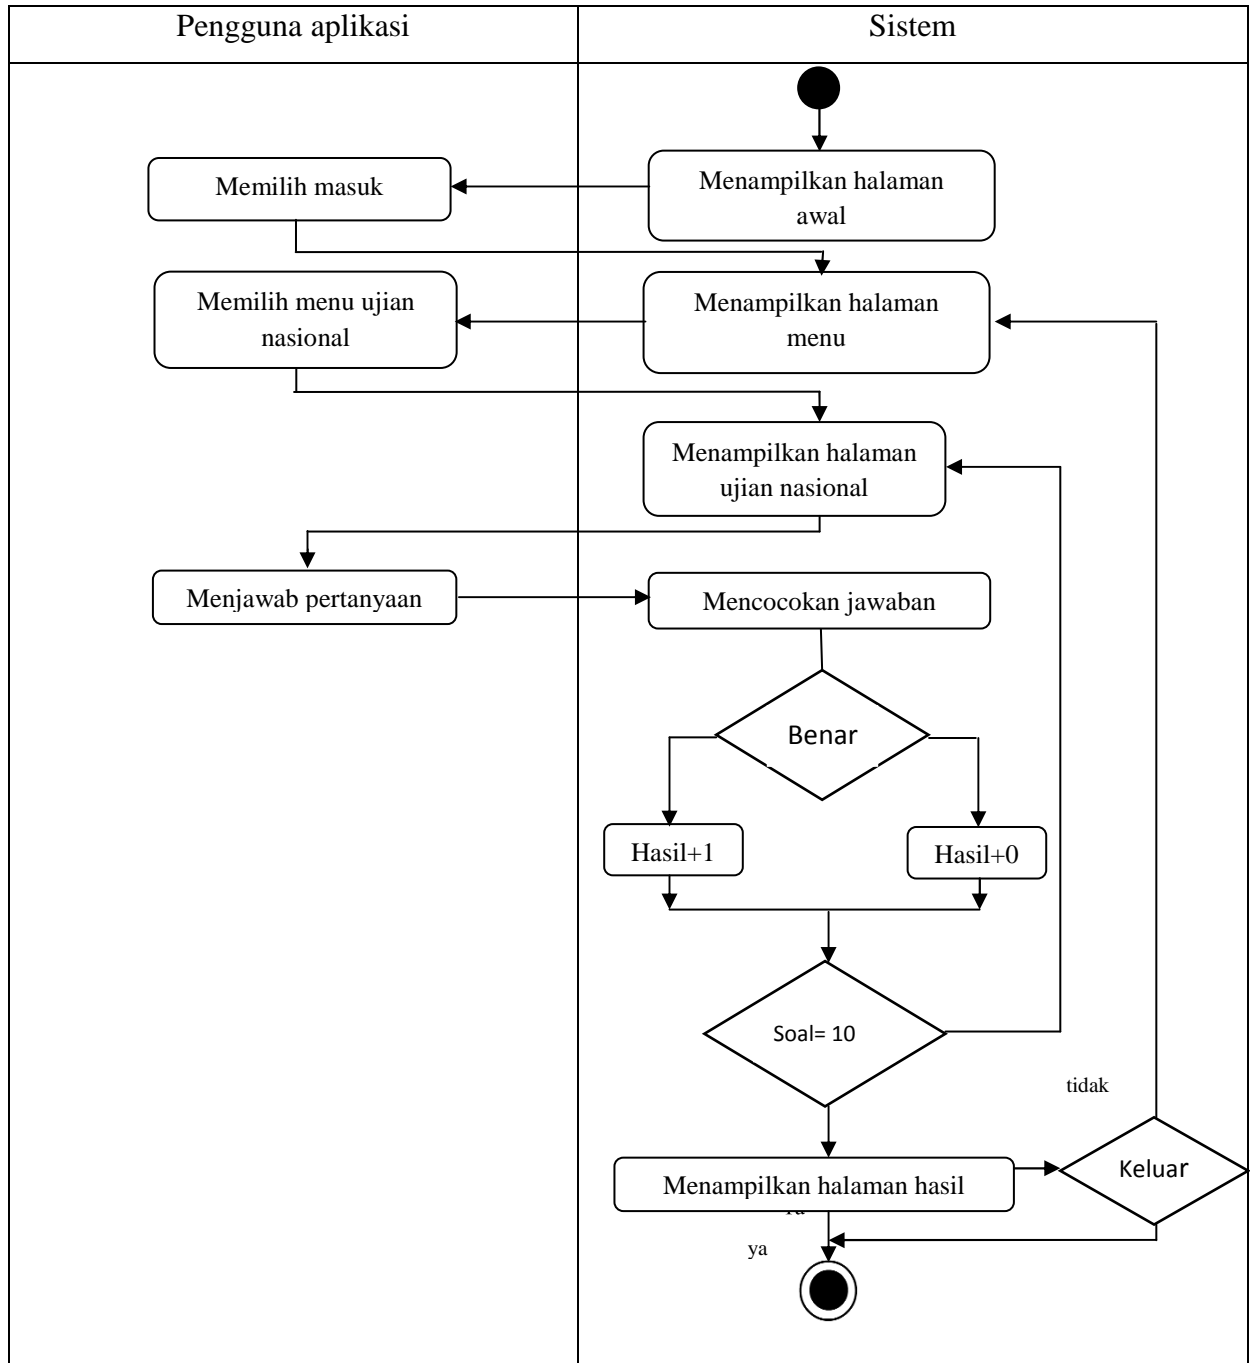 Pengguna aplikasi
Sistem
Memilih masuk
Menampilkan halaman
awal
Memilih menu ujian
nasional
Menampilkan halaman
menu
Menampilkan halaman
ujian nasional
Menjawab pertanyaan
Mencocokan jawaban
Benar
Hasil+1
Hasil+0
Soal= 10
tidak
Keluar
Menampilkan halaman hasil
ya